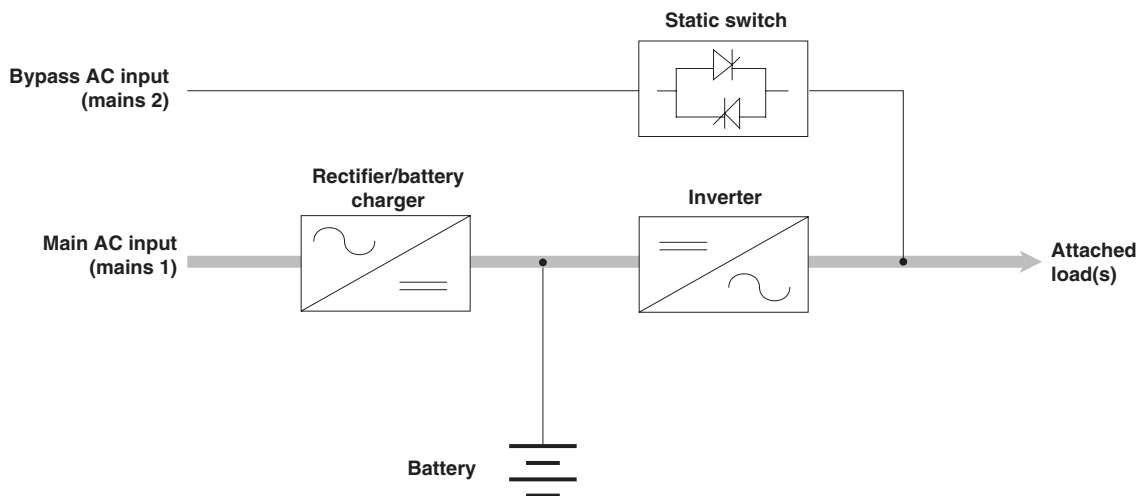 Static switch
Bypass AC input
(mains 2)
Rectifier/battery
charger
Inverter
Main AC input
(mains 1)
Attached
load(s)
Battery